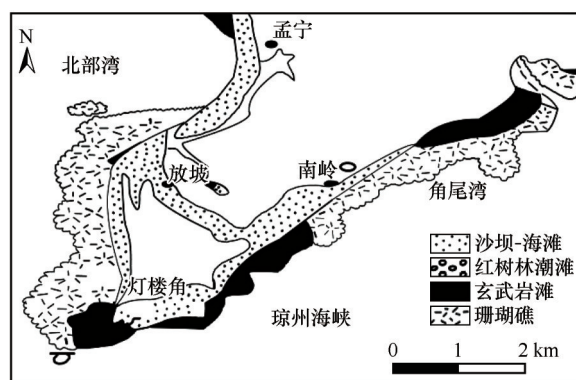 N
孟宁
北部湾
放坡
南岭
角尾湾
灯楼角
琼州海峡
沙坝-海滩
红树林潮滩
玄武岩滩
珊瑚礁
0 1 2 km